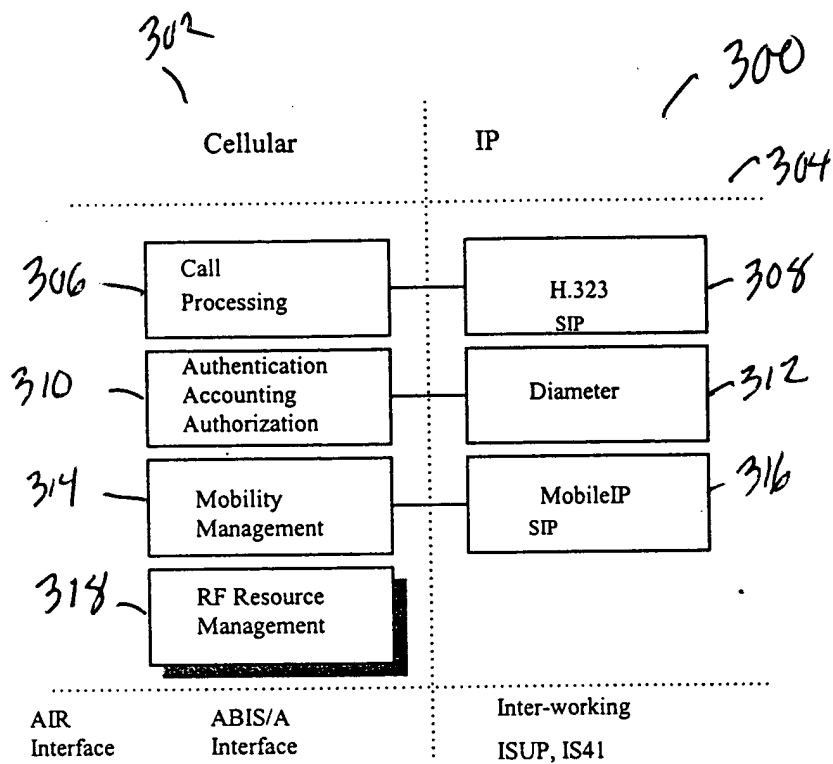 302
300
Cellular
IP
304
306
Call
Processing
H.323
SIP
308
310
Authentication
Accounting
Authorization
Diameter
312
314
Mobility
Management
MobileIP
SIP
316
318
RF Resource
Management
AIR
Interface
ABIS/A
Interface
Inter-working
ISUP, IS41